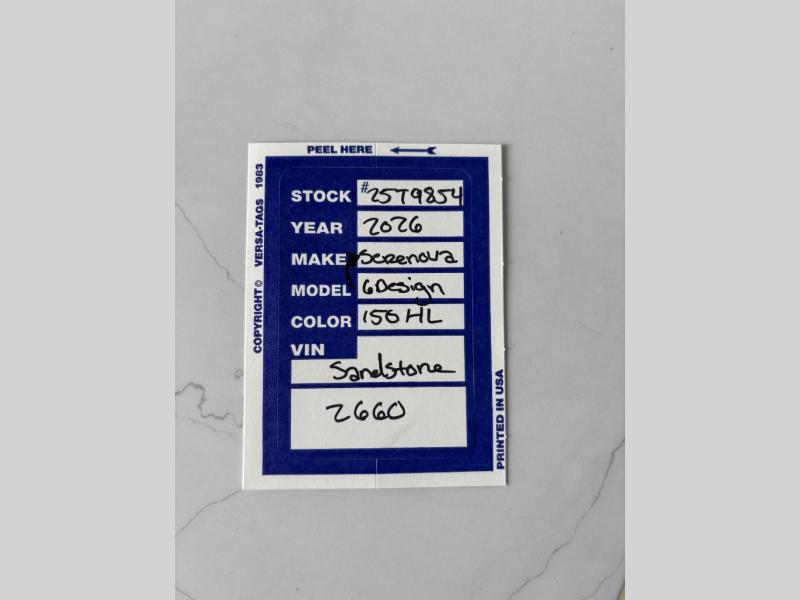 PEEL HERE
COPYRIGHT © VERSA-TAGS 1983
STOCK #25T9854
YEAR 2026
MAKE Serenova
MODEL 6Design
COLOR 150HL
VIN
Sandstone
2660
PRINTED IN USA